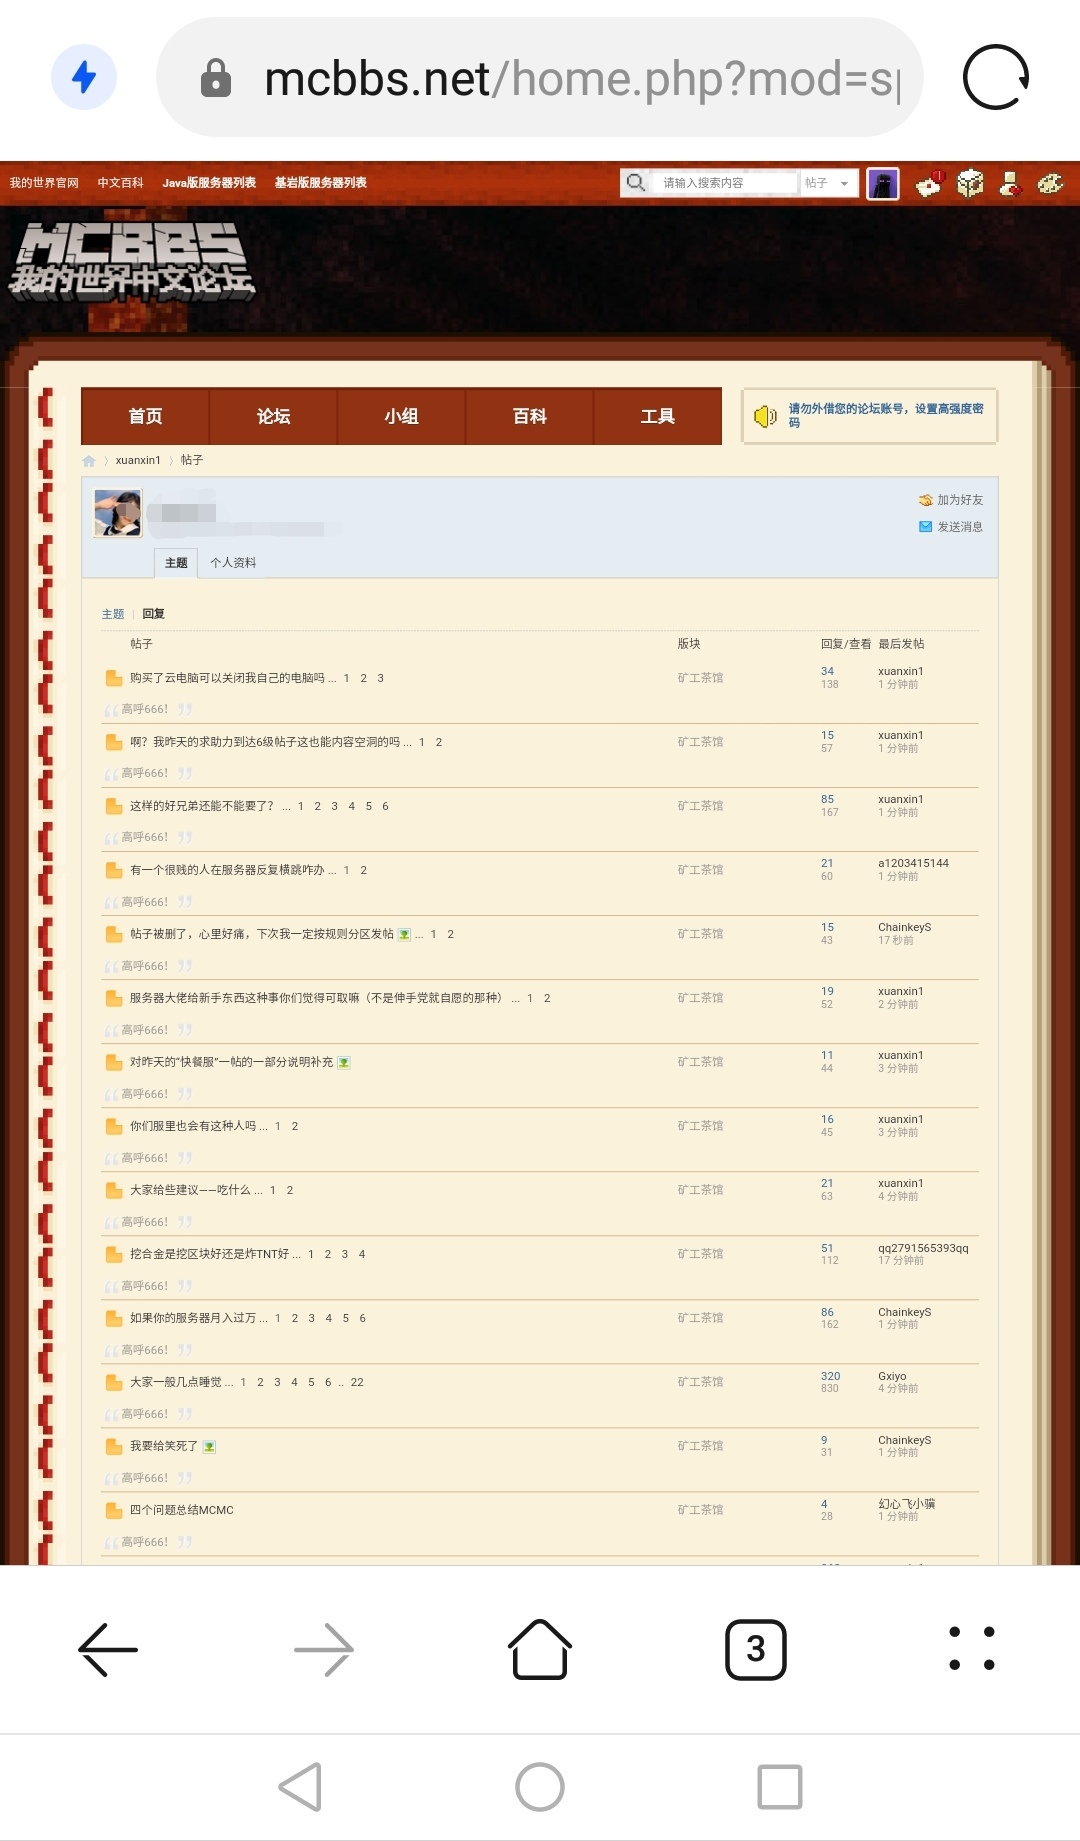 mcbbs.net/home.php?mod=s
我的世界官网 中文百科 Java版服务器列表 基岩版服务器列表 请输入搜索内容 帖子
MCBBS
我的世界中文论坛
首页 论坛 小组 百科 工具
请勿外借您的论坛账号，设置高强度密
码
xuanxin1 帖子
加为好友
发送消息
主题 个人资料
主题 回复
帖子 版块 回复/查看 最后发帖
购买了云电脑可以关闭我自己的电脑吗 ... 1 2 3 矿工茶馆 34 xuanxin1
138 1 分钟前
高呼666！
啊？我昨天的求助力到达6级帖子这也能内容空洞的吗 ... 1 2 矿工茶馆 15 xuanxin1
57 1 分钟前
高呼666！
这样的好兄弟还能不能要了？ ... 1 2 3 4 5 6 矿工茶馆 85 xuanxin1
167 1 分钟前
高呼666！
有一个很贱的人在服务器反复横跳咋办 ... 1 2 矿工茶馆 21 a1203415144
60 1 分钟前
高呼666！
帖子被删了，心里好痛，下次我一定按规则分区发帖 ... 1 2 矿工茶馆 15 ChainkeyS
43 17 秒前
高呼666！
服务器大佬给新手东西这种事你们觉得可取嘛（不是伸手党就自愿的那种） ... 1 2 矿工茶馆 19 xuanxin1
52 2 分钟前
高呼666！
对昨天的“快餐服”一帖的一部分说明补充 矿工茶馆 11 xuanxin1
44 3 分钟前
高呼666！
你们服里也会有这种人吗 ... 1 2 矿工茶馆 16 xuanxin1
45 3 分钟前
高呼666！
大家给些建议——吃什么 ... 1 2 矿工茶馆 21 xuanxin1
63 4 分钟前
高呼666！
挖合金是挖区块好还是炸TNT好 ... 1 2 3 4 矿工茶馆 51 qq2791565393qq
112 17 分钟前
高呼666！
如果你的服务器月入过万 ... 1 2 3 4 5 6 矿工茶馆 86 ChainkeyS
162 1 分钟前
高呼666！
大家一般几点睡觉 ... 1 2 3 4 5 6 .. 22 矿工茶馆 320 Gxiyo
830 4 分钟前
高呼666！
我要给笑死了 矿工茶馆 9 ChainkeyS
31 1 分钟前
高呼666！
四个问题总结MCMC 矿工茶馆 4 幻心飞小骥
28 1 分钟前
高呼666！
3